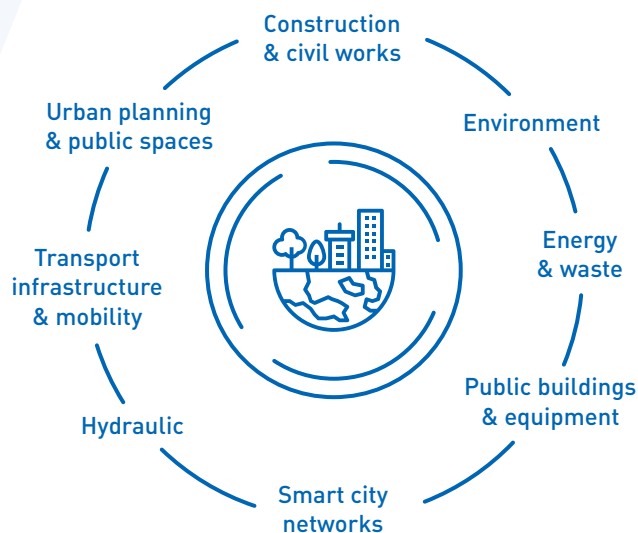 Construction
& civil works
Environment
Energy
& waste
Public buildings
& equipment
Smart city
networks
Hydraulic
Transport
infrastructure
& mobility
Urban planning
& public spaces